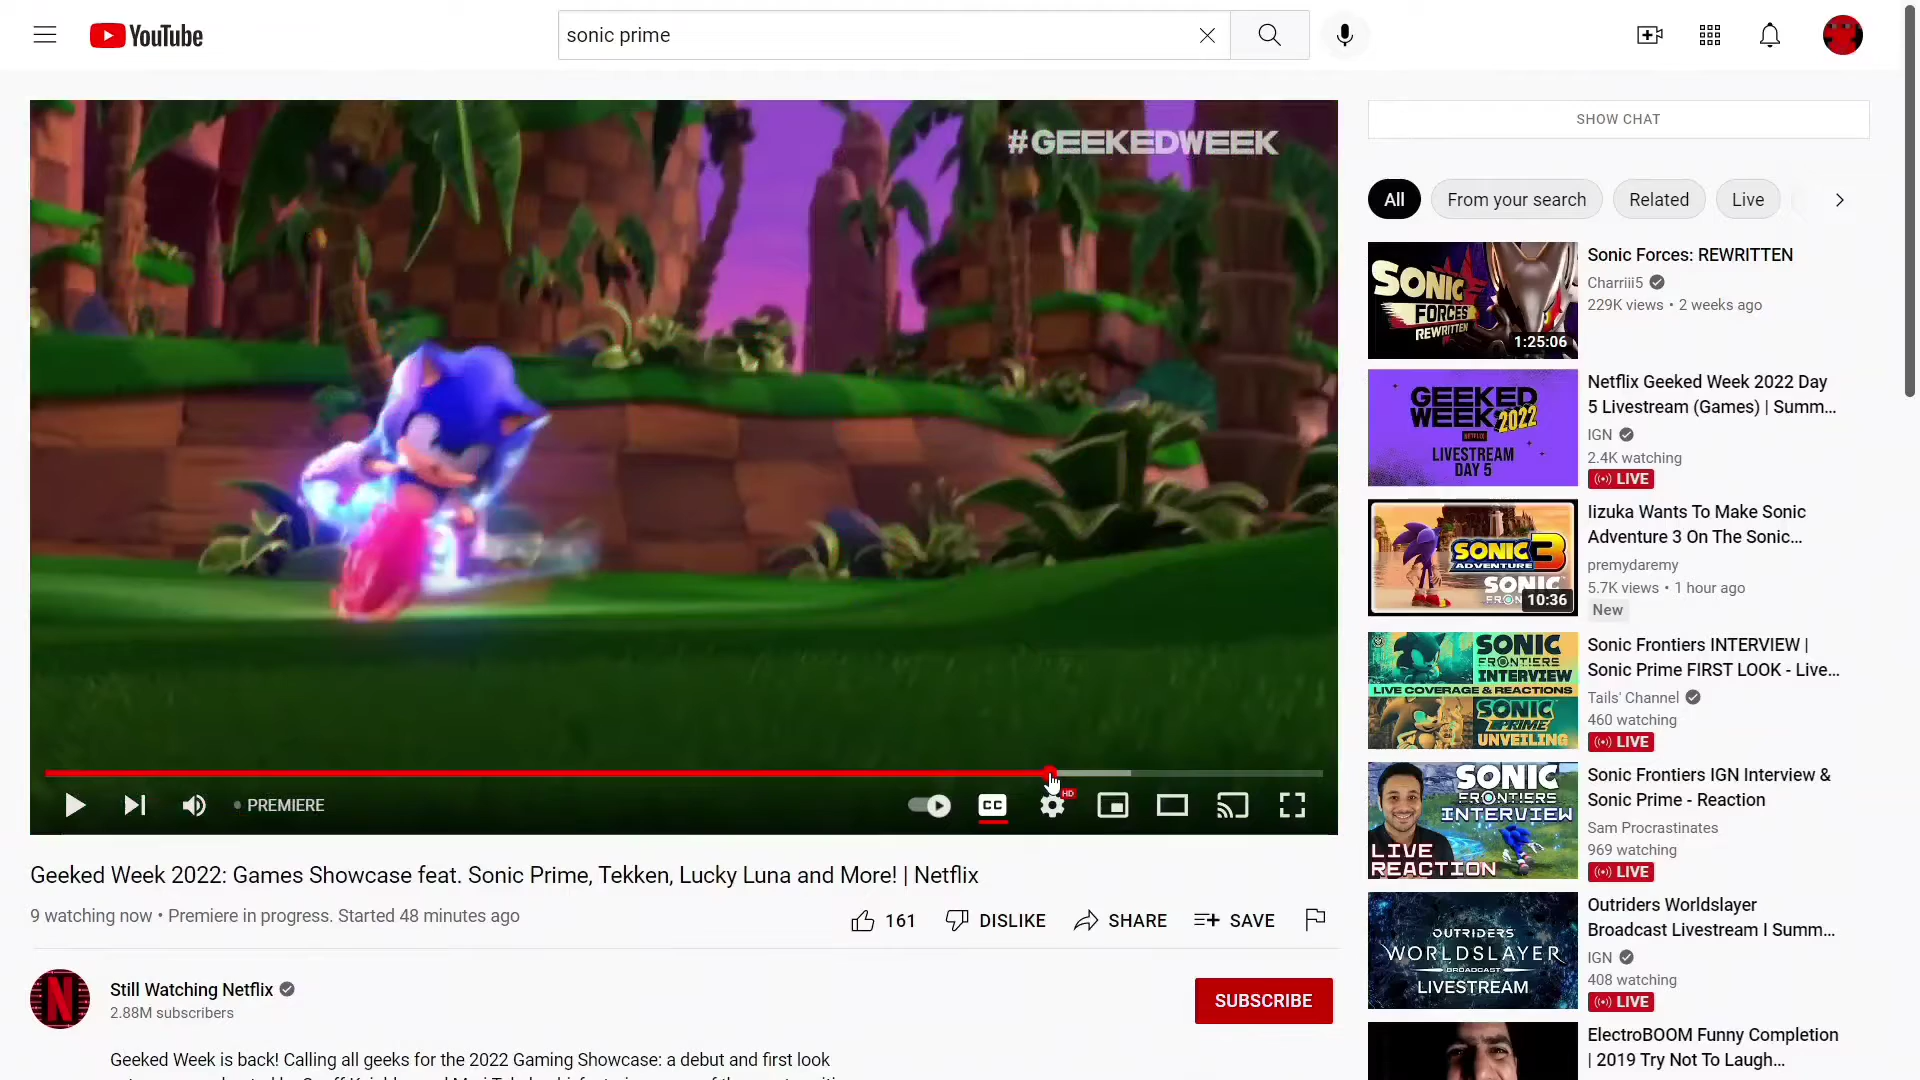 YouTube
sonic prime
#GEEKEDWEEK
PREMIERE
CC
HD
Geeked Week 2022: Games Showcase feat. Sonic Prime, Tekken, Lucky Luna and More! | Netflix
9 watching now • Premiere in progress. Started 48 minutes ago
161
DISLIKE
SHARE
SAVE
N
Still Watching Netflix
2.88M subscribers
SUBSCRIBE
Geeked Week is back! Calling all geeks for the 2022 Gaming Showcase: a debut and first look
SHOW CHAT
All
From your search
Related
Live
SONIC
FORCES
REWRITTEN
1:25:06
Sonic Forces: REWRITTEN
Charriii5
229K views • 2 weeks ago
GEEKED
WEEK 2022
NETFLIX
LIVESTREAM
DAY 5
Netflix Geeked Week 2022 Day
5 Livestream (Games) | Summ...
IGN
2.4K watching
LIVE
SONIC
ADVENTURE 3
SONIC
10:36
Iizuka Wants To Make Sonic
Adventure 3 On The Sonic...
premydaremy
5.7K views • 1 hour ago
New
SONIC
FRONTIERS
INTERVIEW
LIVE COVERAGE & REACTIONS
SONIC
PRIME
UNVEILING
Sonic Frontiers INTERVIEW |
Sonic Prime FIRST LOOK - Live...
Tails' Channel
460 watching
LIVE
SONIC
FRONTIERS
INTERVIEW
LIVE
REACTION
Sonic Frontiers IGN Interview &
Sonic Prime - Reaction
Sam Procrastinates
969 watching
LIVE
OUTRIDERS
WORLDSLAYER
BROADCAST
LIVESTREAM
Outriders Worldslayer
Broadcast Livestream I Summ...
IGN
408 watching
LIVE
ElectroBOOM Funny Completion
| 2019 Try Not To Laugh...